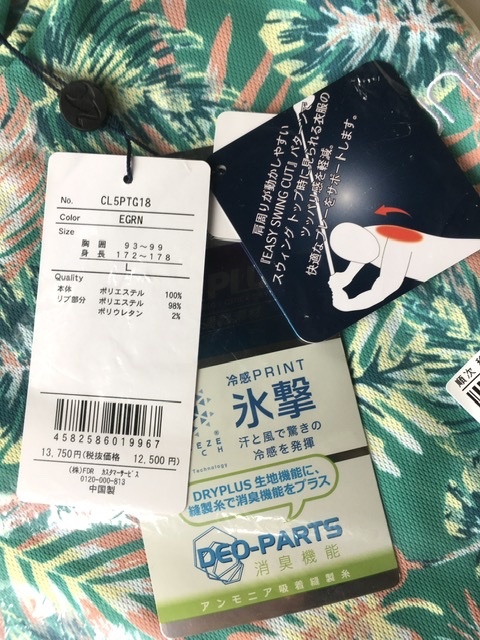 No. CL5PTG18
Color EGRN
Size
胸 囲 93～99
身 長 172～178
L
Quality
本体 ポリエステル 100%
リブ部分 ポリエステル 98%
ポリウレタン 2%
4582586019967
13,750円(税抜価格 12,500円)
(株)FDR カスタマーサービス
0120-000-813
中国製
肩周りが動かしやすい
『EASY SWING CUT』パターン
スウィングトップ時に見られる衣服の
ツッパリ感を軽減。
快適なプレーをサポートします。
冷感PRINT
氷撃
汗と風で驚きの
冷感を発揮
Technology
DRYPLUS 生地機能に、
縫製糸で消臭機能をプラス
DEO-PARTS
消臭機能
アンモニア吸着縫製糸